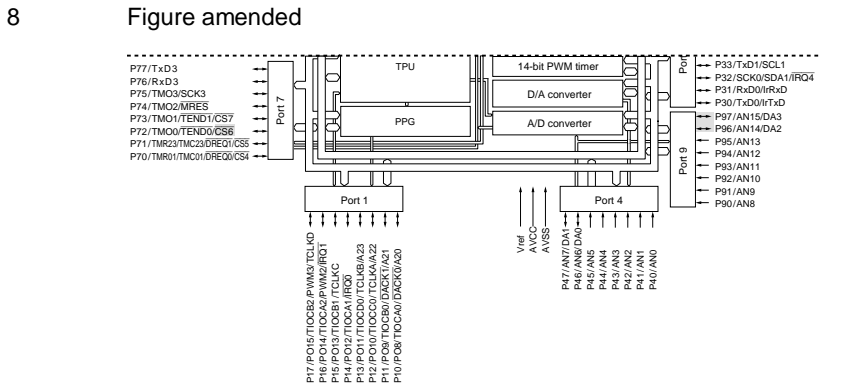 8 Figure amended
P77/TxD3
P76/RxD3
P75/TMO3/SCK3
P74/TMO2/MRES
P73/TMO1/TEND1/CS7
P72/TMO0/TEND0/CS6
P71/TMR23/TMC23/DREQ1/CS5
P70/TMR01/TMC01/DREQ0/CS4
Port 7
TPU
PPG
14-bit PWM timer
D/A converter
A/D converter
Por
P33/TxD1/SCL1
P32/SCK0/SDA1/IRQ4
P31/RxD0/IrRxD
P30/TxD0/IrTxD
P97/AN15/DA3
P96/AN14/DA2
P95/AN13
P94/AN12
P93/AN11
P92/AN10
P91/AN9
P90/AN8
Port 9
Port 1
Port 4
P17/PO15/TIOCB2/PWM3/TCLKD
P16/PO14/TIOCA2/PWM2/IRQ1
P15/PO13/TIOCB1/TCLKC
P14/PO12/TIOCA1/IRQ0
P13/PO11/TIOCD0/TCLKB/A23
P12/PO10/TIOCC0/TCLKA/A22
P11/PO9/TIOCB0/DACK1/A21
P10/PO8/TIOCA0/DACK0/A20
Vref
AVCC
AVSS
P47/AN7/DA1
P46/AN6/DA0
P45/AN5
P44/AN4
P43/AN3
P42/AN2
P41/AN1
P40/AN0